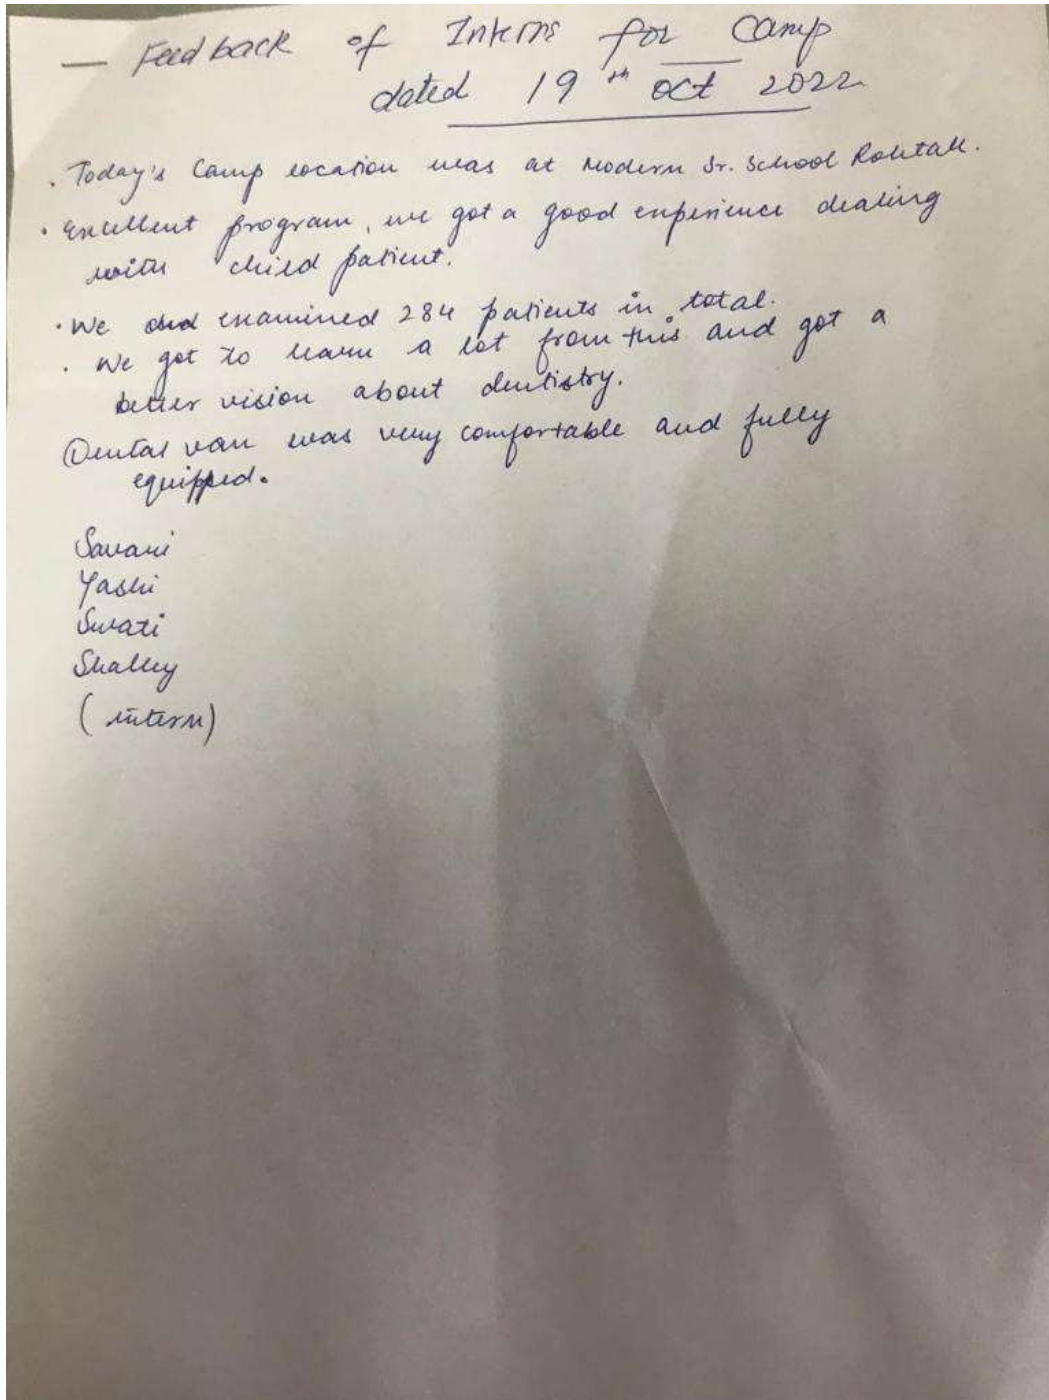 — Feedback of Interns for Camp
dated 19th oct 2022
. Today's Camp location was at Modern Sr. School Rohtak.
. Excellent program, we got a good experience dealing
with child patient.
. We examined 284 patients in total.
. We got to learn a lot from this and got a
better vision about dentistry.
Dental van was very comfortable and fully
equipped.
Savani
Yashi
Swati
Shalley
(intern)